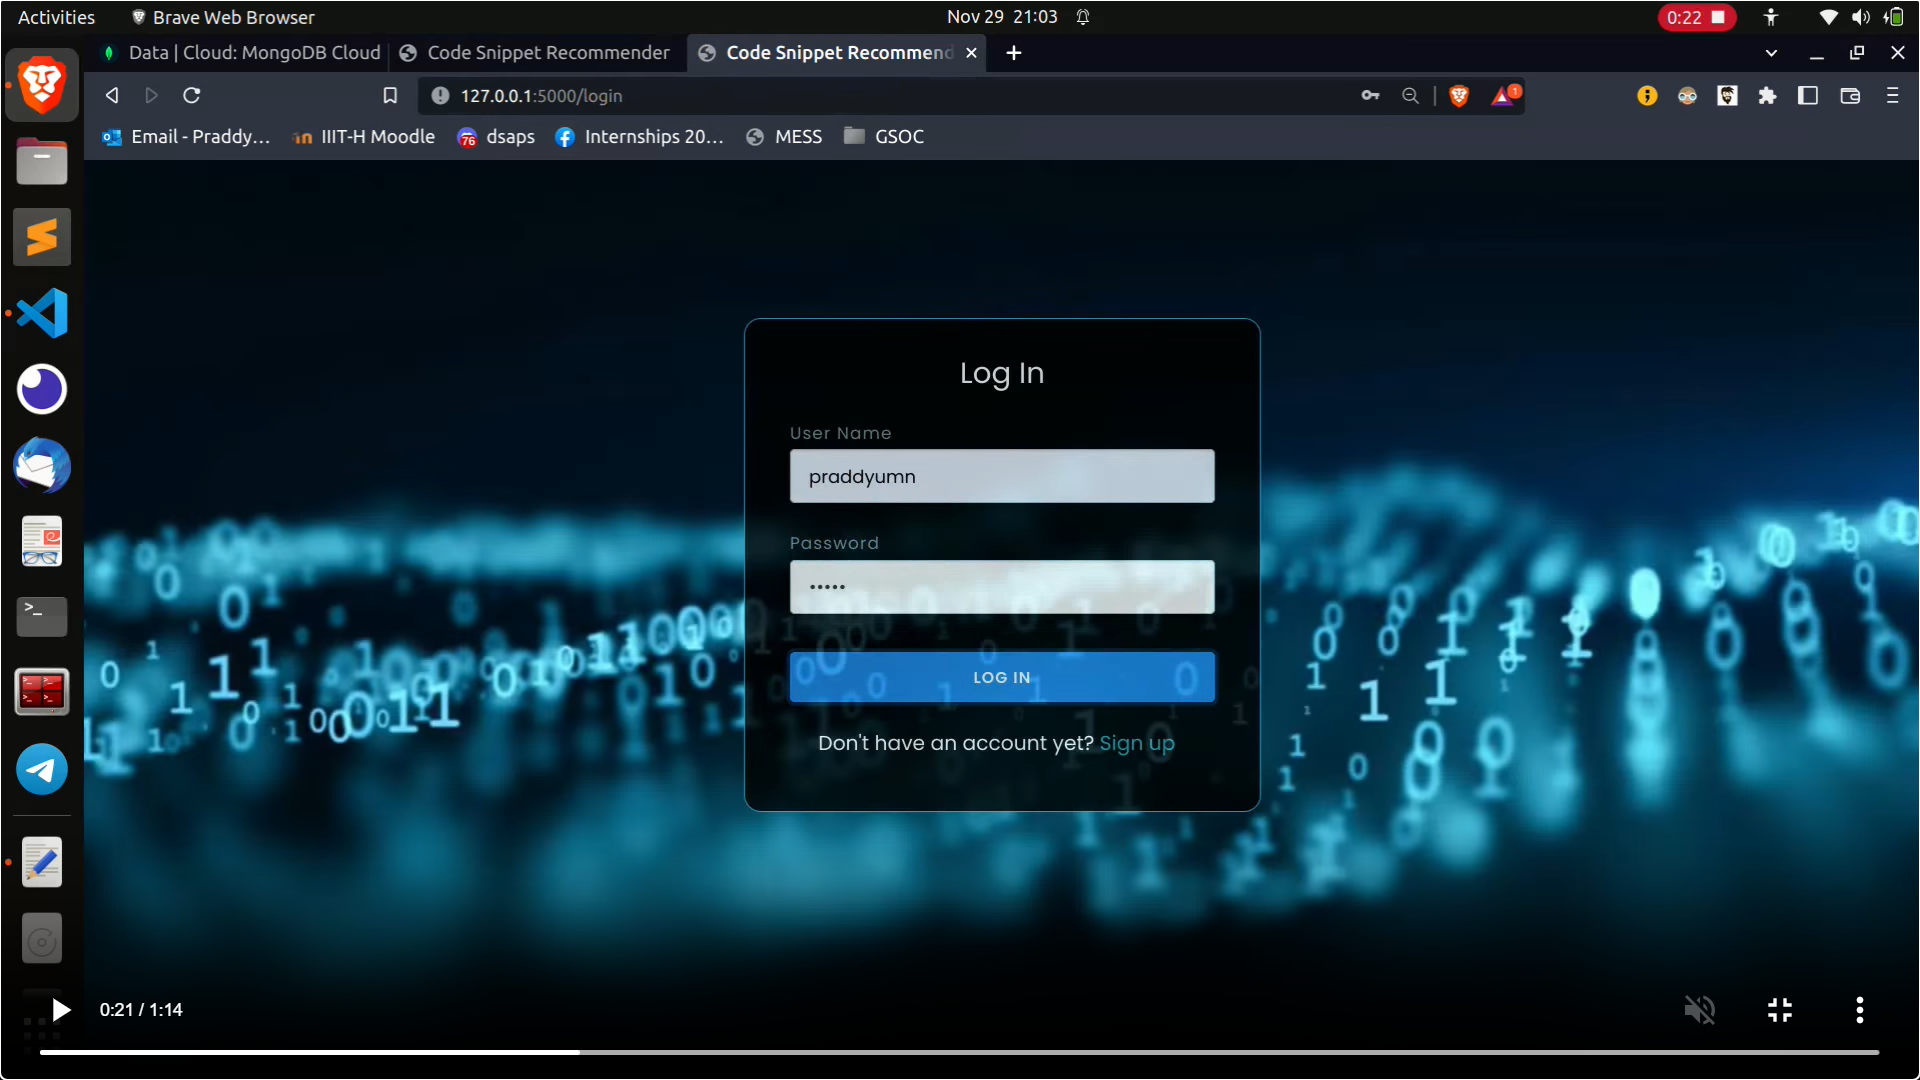 Activities
Brave Web Browser
Nov 29 21:03
0:22
Data | Cloud: MongoDB Cloud
Code Snippet Recommender
Code Snippet Recommend
127.0.0.1:5000/login
1
Email - Praddy...
IIIT-H Moodle
76
dsaps
Internships 20...
MESS
GSOC
Log In
User Name
praddyumn
Password
•••••
LOG IN
Don't have an account yet? Sign up
0:21 / 1:14